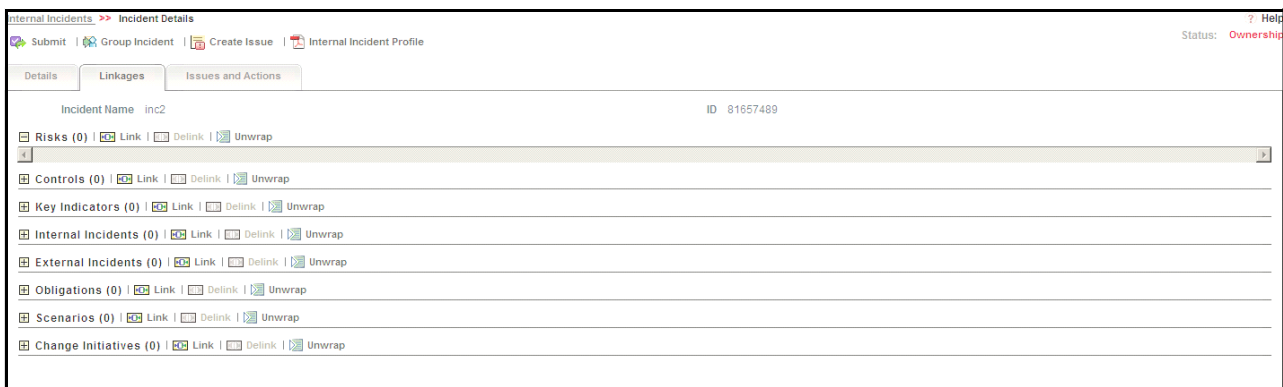 Internal Incidents >> Incident Details ? Help
Submit | Group Incident | Create Issue | Internal Incident Profile Status: Ownership
Details Linkages Issues and Actions
Incident Name inc2 ID 81657489
Risks (0) | Link | Delink | Unwrap
Controls (0) | Link | Delink | Unwrap
Key Indicators (0) | Link | Delink | Unwrap
Internal Incidents (0) | Link | Delink | Unwrap
External Incidents (0) | Link | Delink | Unwrap
Obligations (0) | Link | Delink | Unwrap
Scenarios (0) | Link | Delink | Unwrap
Change Initiatives (0) | Link | Delink | Unwrap